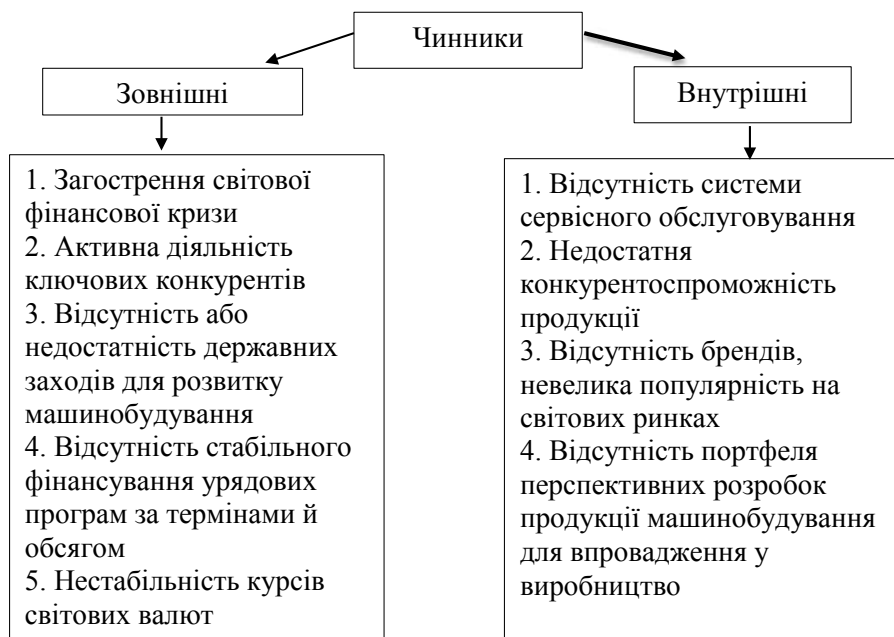 Чинники
Зовнішні
Внутрішні
1. Загострення світової
фінансової кризи
2. Активна діяльність
ключових конкурентів
3. Відсутність або
недостатність державних
заходів для розвитку
машинобудування
4. Відсутність стабільного
фінансування урядових
програм за термінами й
обсягом
5. Нестабільність курсів
світових валют
1. Відсутність системи
сервісного обслуговування
2. Недостатня
конкурентоспроможність
продукції
3. Відсутність брендів,
невелика популярність на
світових ринках
4. Відсутність портфеля
перспективних розробок
продукції машинобудування
для впровадження у
виробництво